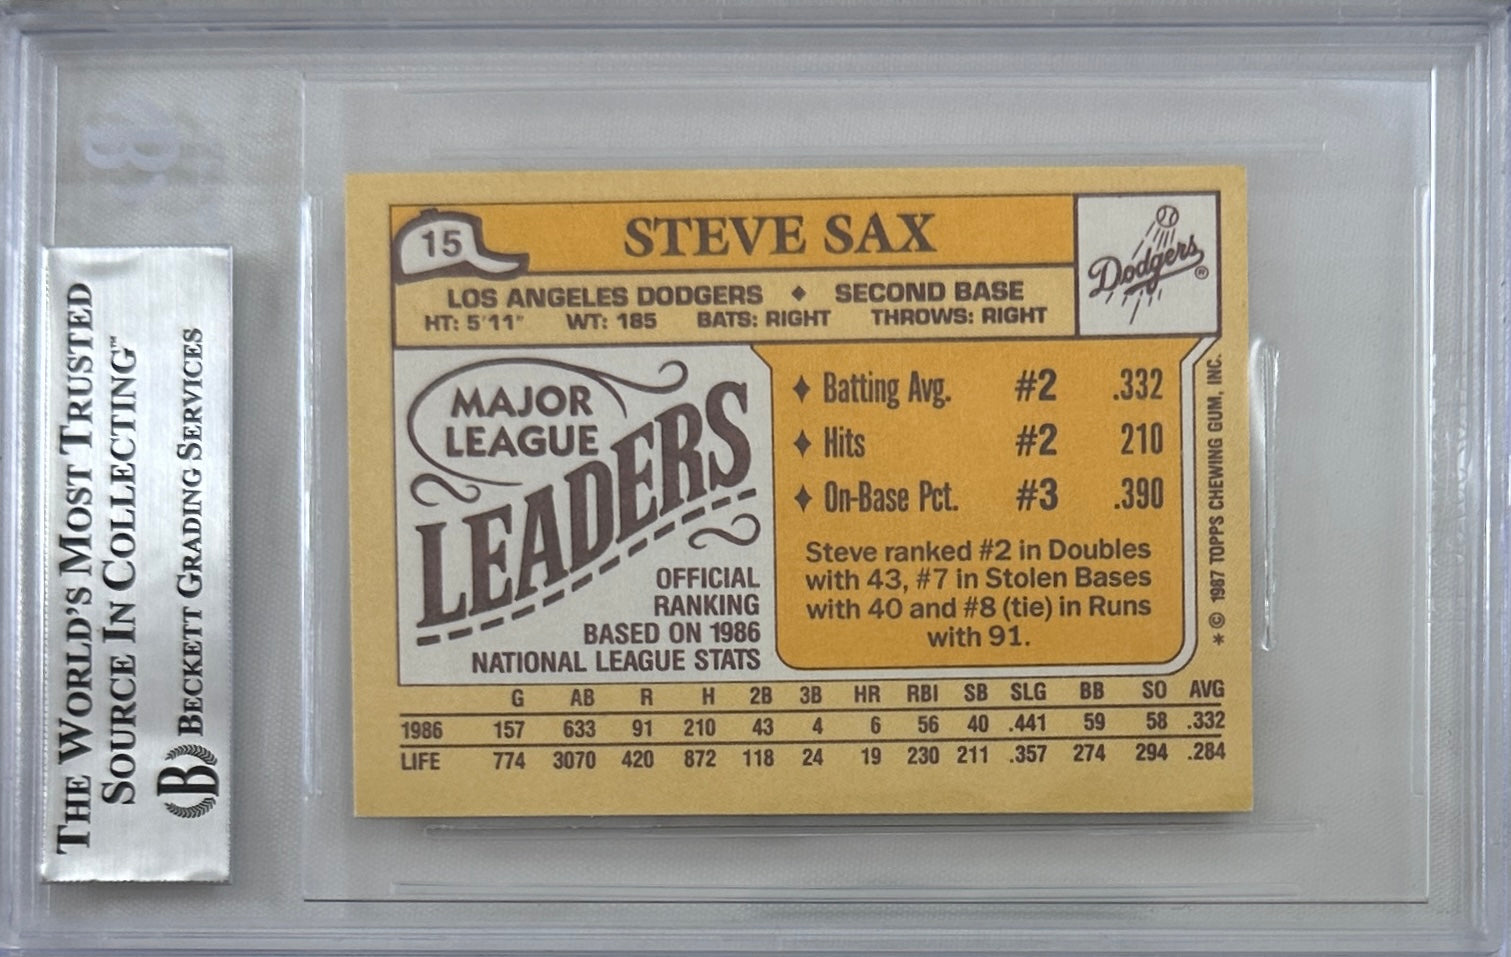 THE WORLD'S MOST TRUSTED
SOURCE IN COLLECTING™
B BECKETT GRADING SERVICES
15
STEVE SAX
Dodgers®
LOS ANGELES DODGERS ♦ SECOND BASE
HT: 5'11" WT: 185 BATS: RIGHT THROWS: RIGHT
MAJOR
LEAGUE
LEADERS
OFFICIAL
RANKING
BASED ON 1986
NATIONAL LEAGUE STATS
♦ Batting Avg. #2 .332
♦ Hits #2 210
♦ On-Base Pct. #3 .390
Steve ranked #2 in Doubles
with 43, #7 in Stolen Bases
with 40 and #8 (tie) in Runs
with 91.
* © 1987 TOPPS CHEWING GUM, INC.
G AB R H 2B 3B HR RBI SB SLG BB SO AVG
1986 157 633 91 210 43 4 6 56 40 .441 59 58 .332
LIFE 774 3070 420 872 118 24 19 230 211 .357 274 294 .284